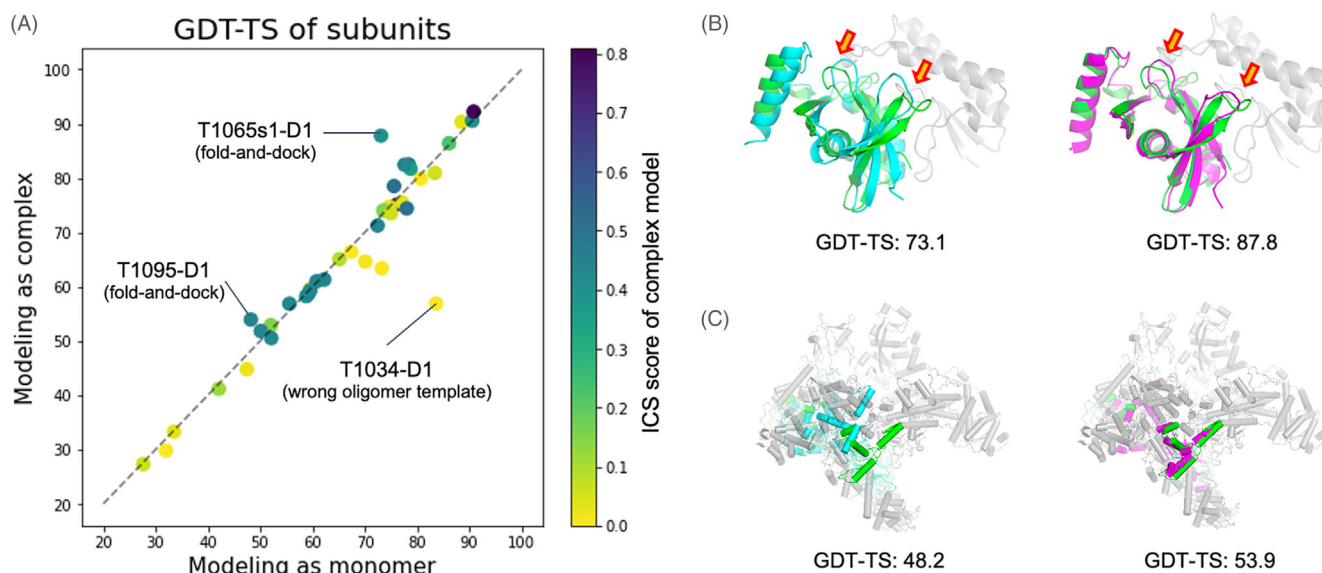 (A)
GDT-TS of subunits
Modeling as complex
100
90
80
70
60
50
40
30
20
20 30 40 50 60 70 80 90 100
Modeling as monomer
T1065s1-D1
(fold-and-dock)
T1095-D1
(fold-and-dock)
T1034-D1
(wrong oligomer template)
0.8
0.7
0.6
0.5
0.4
0.3
0.2
0.1
0.0
ICS score of complex model
(B)
GDT-TS: 73.1
GDT-TS: 87.8
(C)
GDT-TS: 48.2
GDT-TS: 53.9